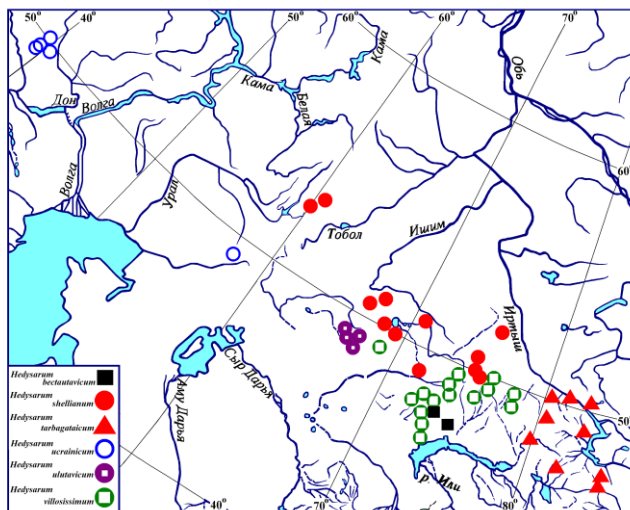 50° 40° 50° 60° 60° 70°
Кама
Обь
Кама
Белая
Дон Волга
60°
Волга
Урал
Тобол
Ишим
Иртыш
Сыр Дарья
Аму Дарья
Hedysarum
bectautavicum
Hedysarum
shellianum
Hedysarum
tarbagataicum
Hedysarum
ucrainicum
Hedysarum
ulutavicum
Hedysarum
villosissimum
50°
р. Или
40° 70° 80°